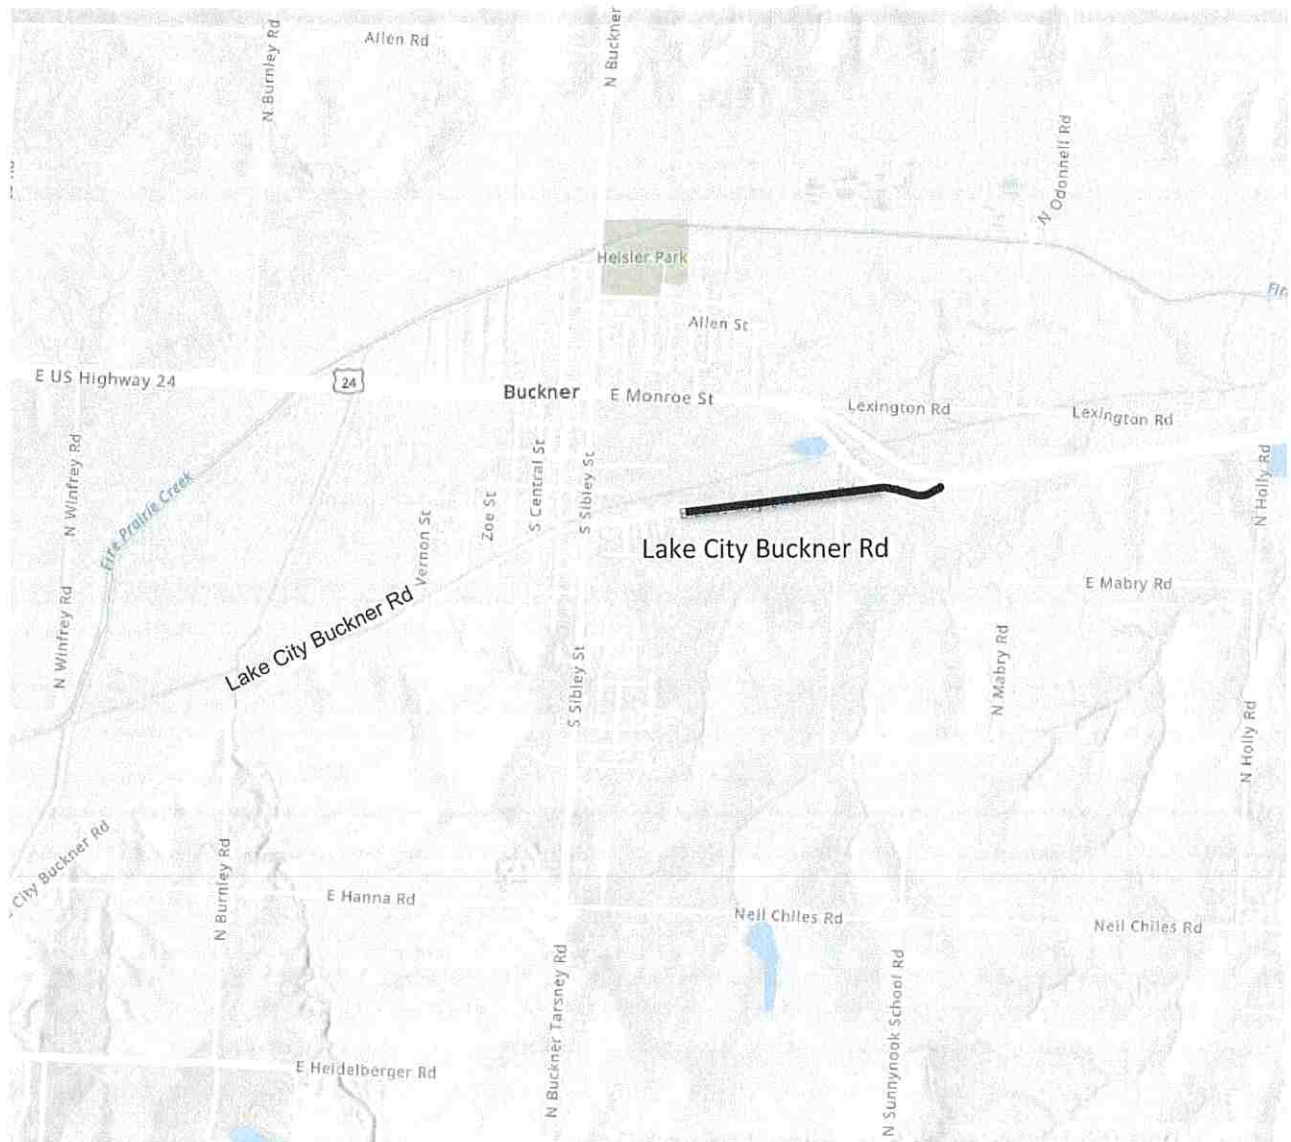 N Burnley Rd
Allen Rd
N Buckner
N Odonnell Rd
Heisler Park
Allen St
E US Highway 24
24
Buckner
E Monroe St
Lexington Rd
Lexington Rd
N Winfrey Rd
Fire Prairie Creek
Vernon St
Zoe St
S Central St
S Sibley St
N Holly Rd
Lake City Buckner Rd
Lake City Buckner Rd
E Mabry Rd
N Winfrey Rd
S Sibley St
N Mabry Rd
N Holly Rd
City Buckner Rd
N Burnley Rd
E Hanna Rd
Neil Chiles Rd
Neil Chiles Rd
N Buckner Tarsney Rd
N Sunnynook School Rd
E Heidelberger Rd